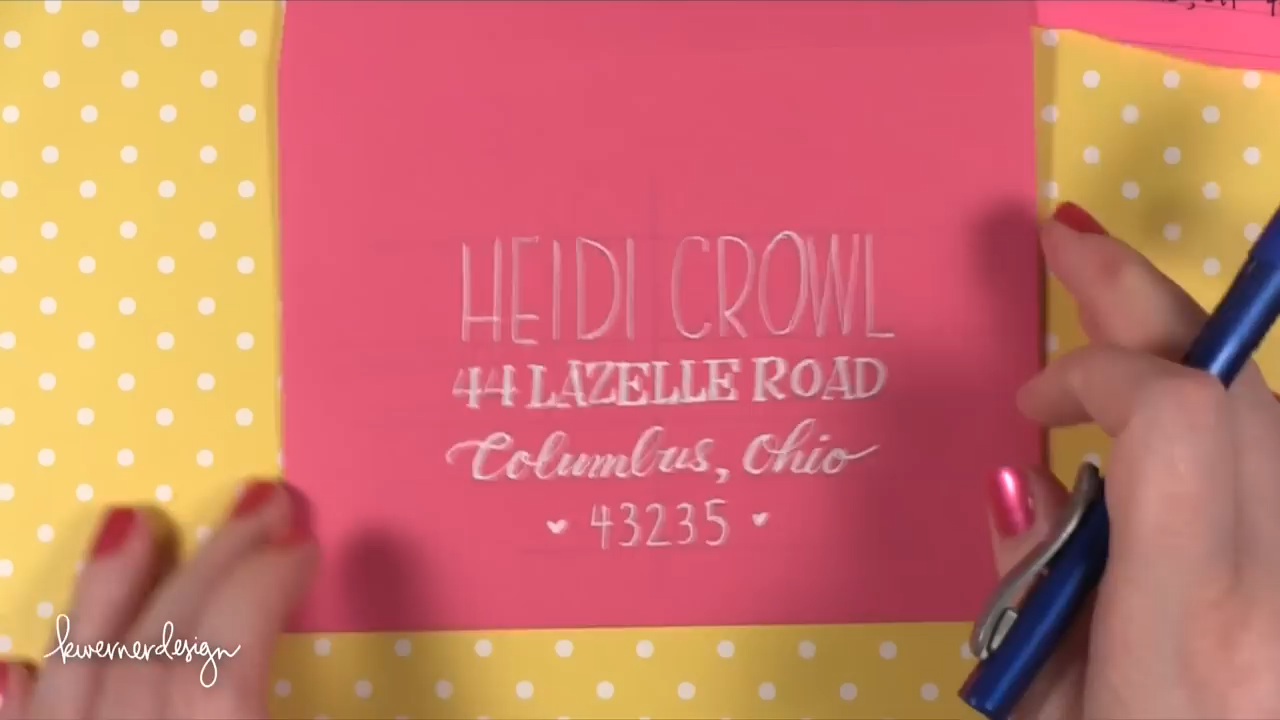 HEIDI CROWL
44 LAZELLE ROAD
Columbus, Ohio
43235
kwernerdesign